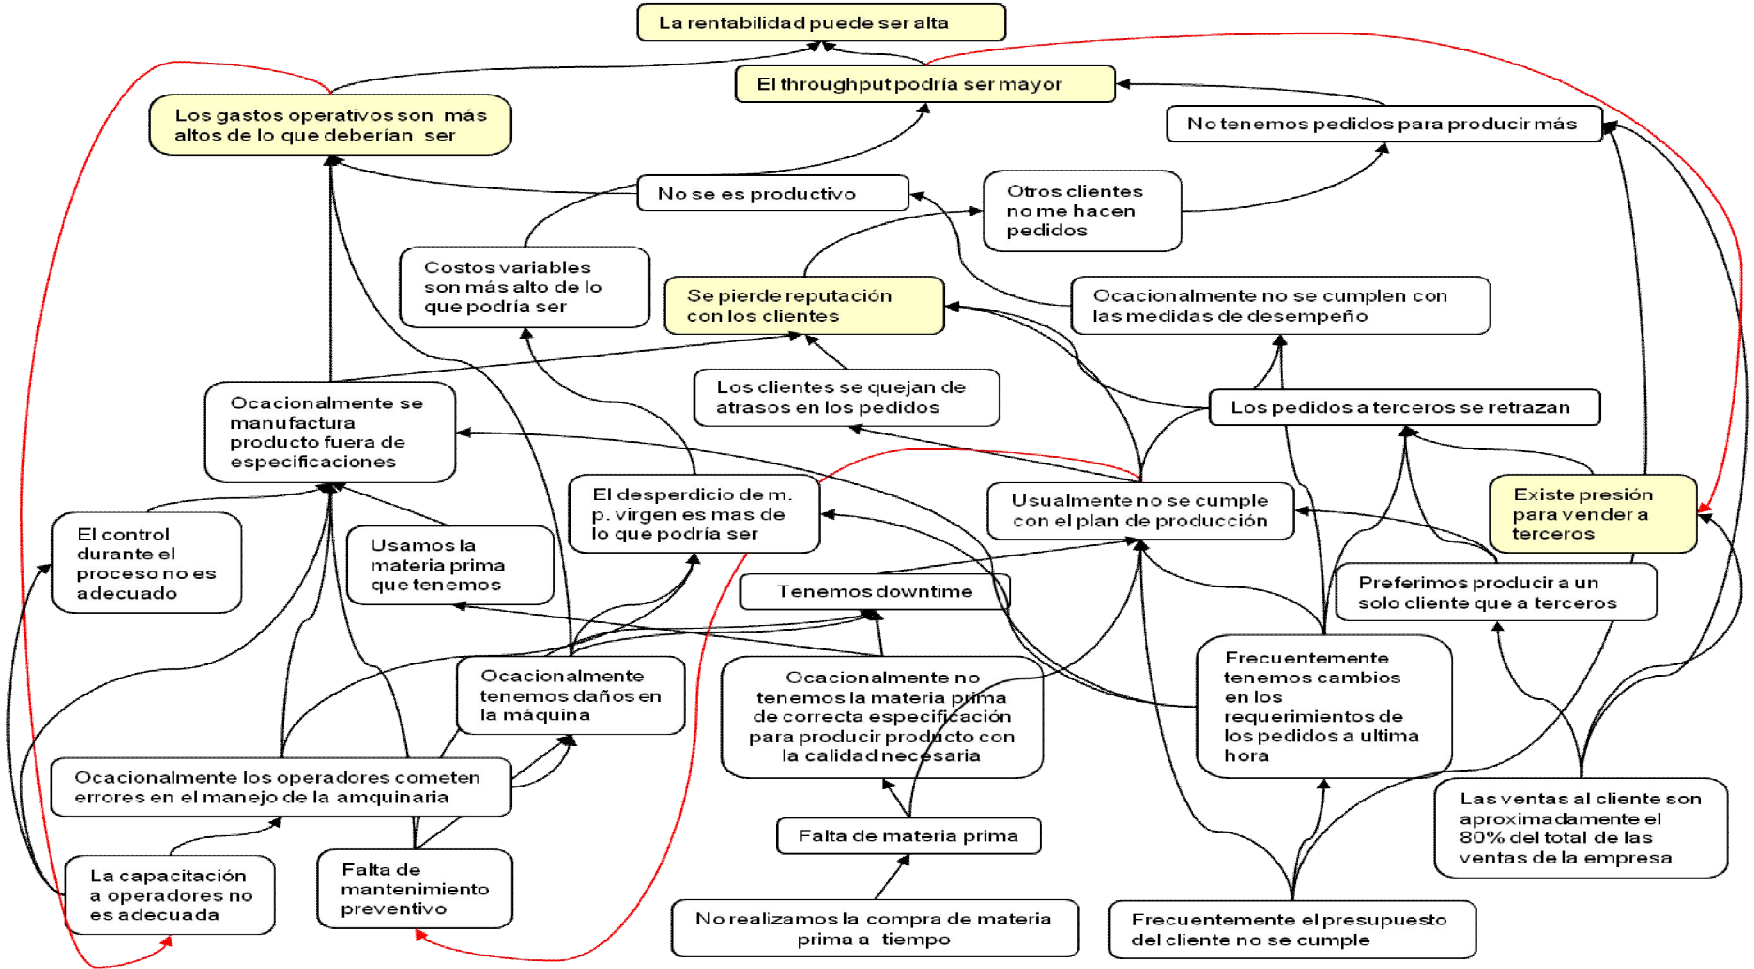 La rentabilidad puede ser alta
El throughput podría ser mayor
Los gastos operativos son más
altos de lo que deberían ser
No tenemos pedidos para producir más
No se es productivo
Otros clientes
no me hacen
pedidos
Costos variables
son más alto de lo
que podría ser
Se pierde reputación
con los clientes
Ocacionalmente no se cumplen con
las medidas de desempeño
Ocacionalmente se
manufactura
producto fuera de
especificaciones
Los clientes se quejan de
atrasos en los pedidos
Los pedidos a terceros se retrazan
El desperdicio de m.
p. virgen es mas de
lo que podría ser
Usualmente no se cumple
con el plan de producción
Existe presión
para vender a
terceros
El control
durante el
proceso no es
adecuado
Usamos la
materia prima
que tenemos
Tenemos downtime
Preferimos producir a un
solo cliente que a terceros
Ocacionalmente
tenemos daños en
la máquina
Ocacionalmente no
tenemos la materia prima
de correcta especificación
para producir producto con
la calidad necesaria
Frecuentemente
tenemos cambios
en los
requerimientos de
los pedidos a ultima
hora
Ocacionalmente los operadores cometen
errores en el manejo de la amquinaria
Las ventas al cliente son
aproximadamente el
80% del total de las
ventas de la empresa
Falta de materia prima
La capacitación
a operadores no
es adecuada
Falta de
mantenimiento
preventivo
No realizamos la compra de materia
prima a tiempo
Frecuentemente el presupuesto
del cliente no se cumple